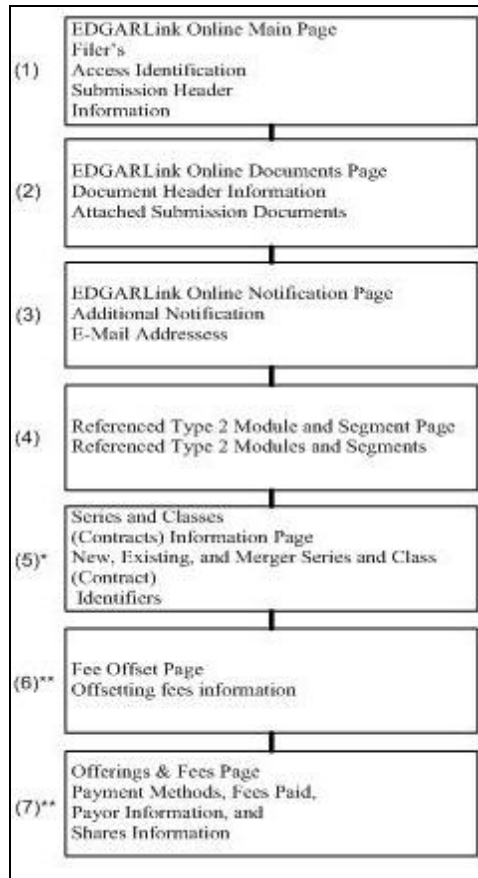 EDGARLink Online Main Page
Filer's
(1)
Access Identification
Submission Header
Information
EDGARLink Online Documents Page
(2)
Document Header Information
Attached Submission Documents
EDGARLink Online Notification Page
(3)
Additional Notification
E-Mail Addressess
(4)
Referenced Type 2 Module and Segment Page
Referenced Type 2 Modules and Segments
Series and Classes
(Contracts) Information Page
(5)*
New, Existing, and Merger Series and Class
(Contract)
Identifiers
Fee Offset Page
(6)**
Offsetting fees information
Offerings & Fees Page
Payment Methods, Fees Paid,
(7)**
Payor Information, and
Shares Information